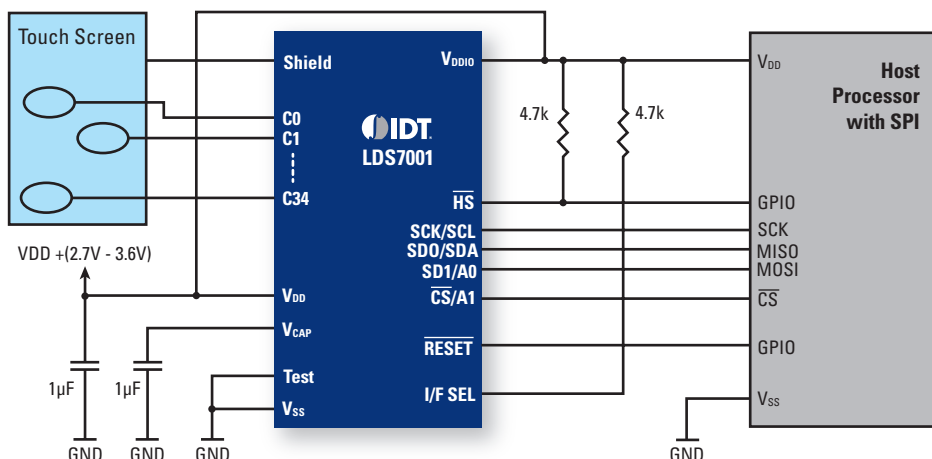 Touch Screen
Shield
C0
C1
C34
VDD +(2.7V - 3.6V)
VDD
VCAP
Test
VSS
1µF
1µF
GND
GND
GND
IDT.
LDS7001
VDDIO
HS
SCK/SCL
SDO/SDA
SD1/A0
CS/A1
RESET
I/F SEL
4.7k
4.7k
VDD
Host
Processor
with SPI
GPIO
SCK
MISO
MOSI
CS
GPIO
VSS
GND